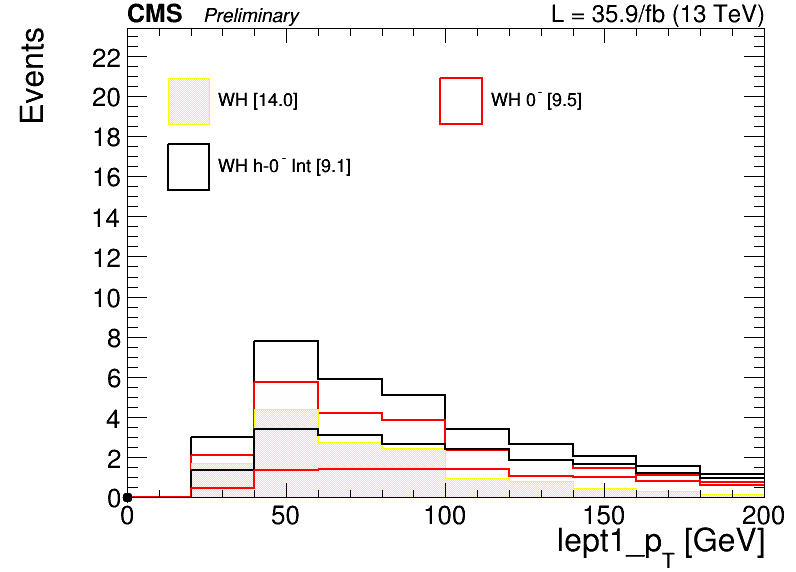 CMS Preliminary L = 35.9/fb (13 TeV)
Events
22
20
18
16
14
12
10
8
6
4
2
0
WH [14.0]
WH 0⁻ [9.5]
WH h-0⁻ Int [9.1]
0 50 100 150 200
lept1_p_T [GeV]